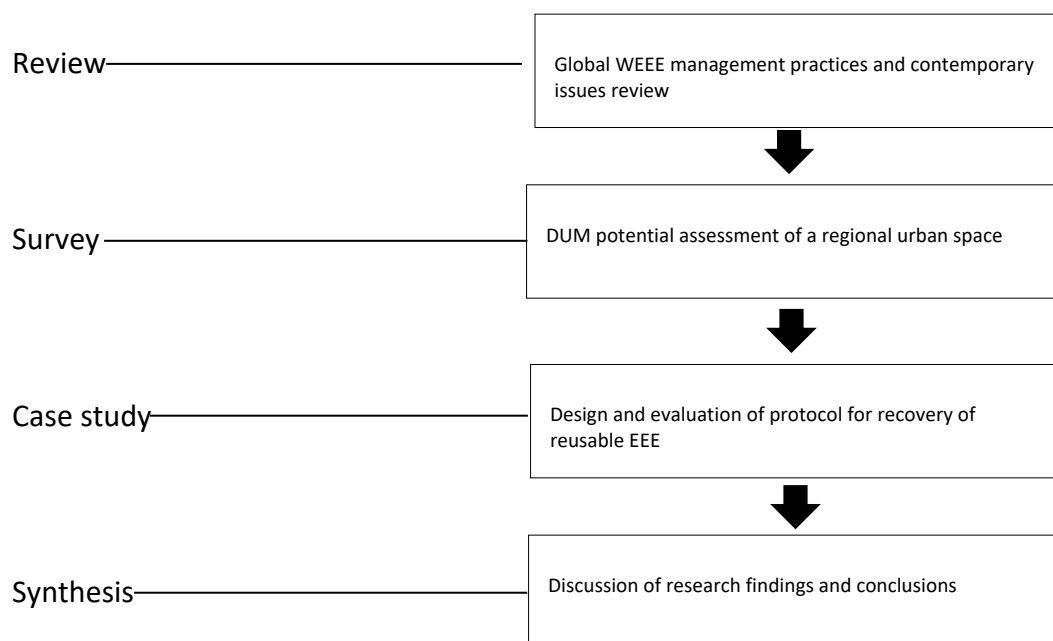 Review
Global WEEE management practices and contemporary
issues review
Survey
DUM potential assessment of a regional urban space
Case study
Design and evaluation of protocol for recovery of
reusable EEE
Synthesis
Discussion of research findings and conclusions